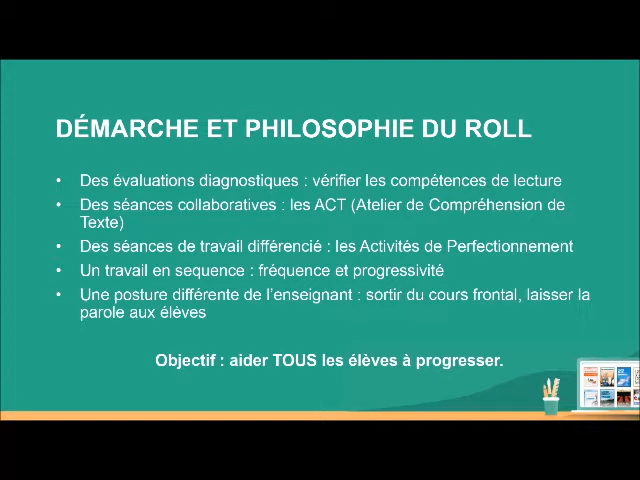 DÉMARCHE ET PHILOSOPHIE DU ROLL
• Des évaluations diagnostiques : vérifier les compétences de lecture
• Des séances collaboratives : les ACT (Atelier de Compréhension de
Texte)
• Des séances de travail différencié : les Activités de Perfectionnement
• Un travail en sequence : fréquence et progressivité
• Une posture différente de l'enseignant : sortir du cours frontal, laisser la
parole aux élèves
Objectif : aider TOUS les élèves à progresser.